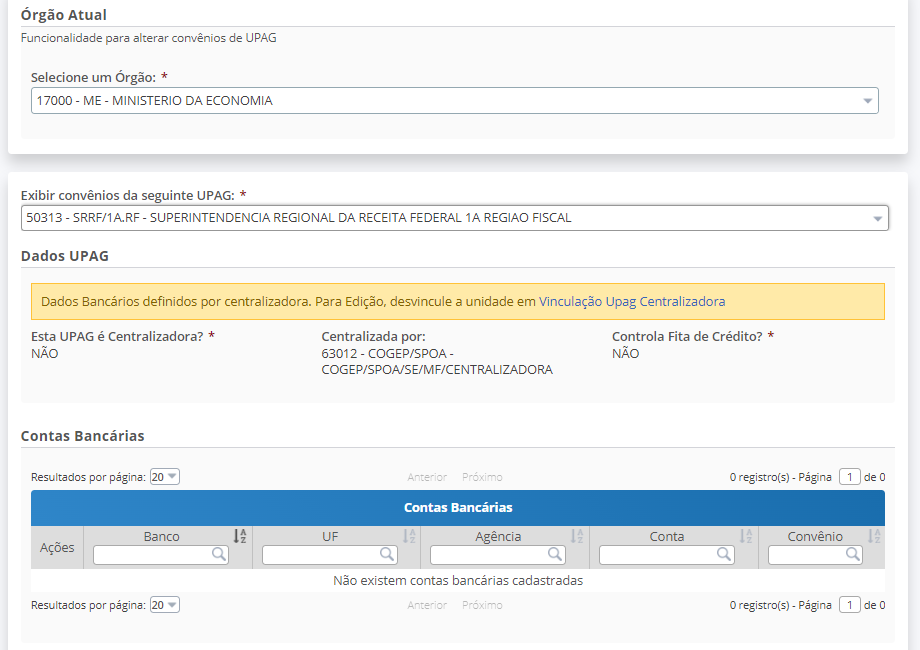 Órgão Atual
Funcionalidade para alterar convênios de UPAG
Selecione um Órgão: *
17000 - ME - MINISTERIO DA ECONOMIA
Exibir convênios da seguinte UPAG: *
50313 - SRRF/1A.RF - SUPERINTENDENCIA REGIONAL DA RECEITA FEDERAL 1A REGIAO FISCAL
Dados UPAG
Dados Bancários definidos por centralizadora. Para Edição, desvincule a unidade em Vinculação Upag Centralizadora
Esta UPAG é Centralizadora? * Centralizada por: Controla Fita de Crédito? *
NÃO 63012 - COGEP/SPOA - NÃO
COGEP/SPOA/SE/MF/CENTRALIZADORA
Contas Bancárias
Resultados por página: 20 Anterior Próximo 0 registro(s) - Página 1 de 0
Contas Bancárias
Ações Banco UF Agência Conta Convênio
Não existem contas bancárias cadastradas
Resultados por página: 20 Anterior Próximo 0 registro(s) - Página 1 de 0